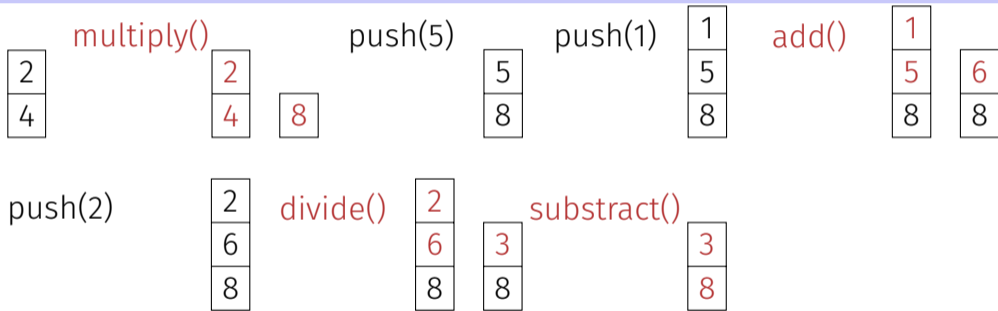 multiply() push(5) push(1) 1 add() 1
2 2 5 5 5 6
4 4 8 8 8 8 8
push(2) 2 divide() 2 substract()
6 6 3 3
8 8 8 8